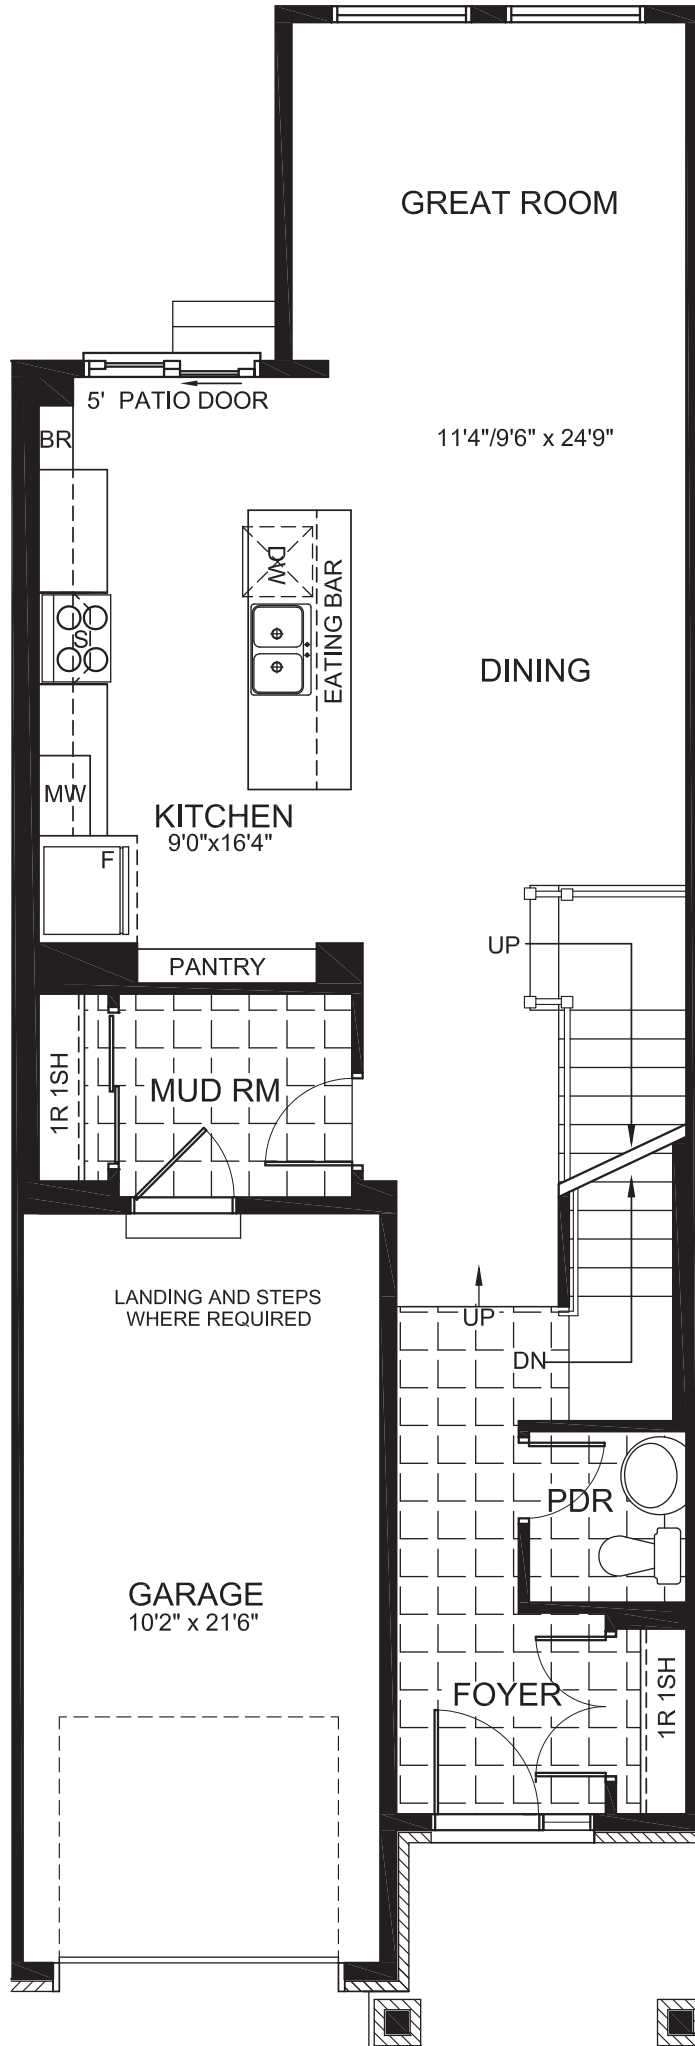 GREAT ROOM
5' PATIO DOOR
BR
11'4"/9'6" x 24'9"
DW
EATING BAR
S
DINING
MW
KITCHEN
9'0"x16'4"
F
UP
PANTRY
1R 1SH
MUD RM
LANDING AND STEPS
WHERE REQUIRED
UP
DN
PDR
GARAGE
10'2" x 21'6"
FOYER
1R 1SH